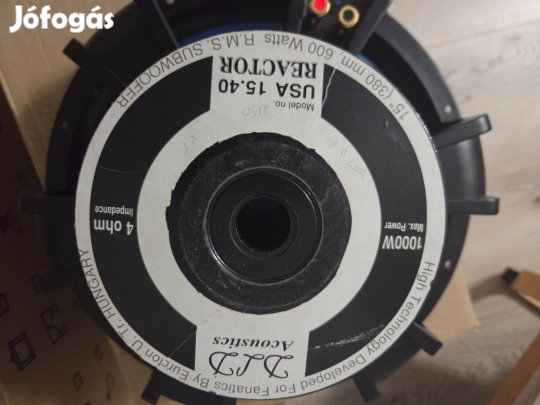 Jófogás
15" (380 mm, 600 Watts R.M.S. SUBWOOFER
Model no.
USA 15.40
REACTOR
4 ohm
Impedance
1000W
Max. Power
DLD
Acoustics
High Technology Developed For Fanatics By Eurcton U. Tr. HUNGARY